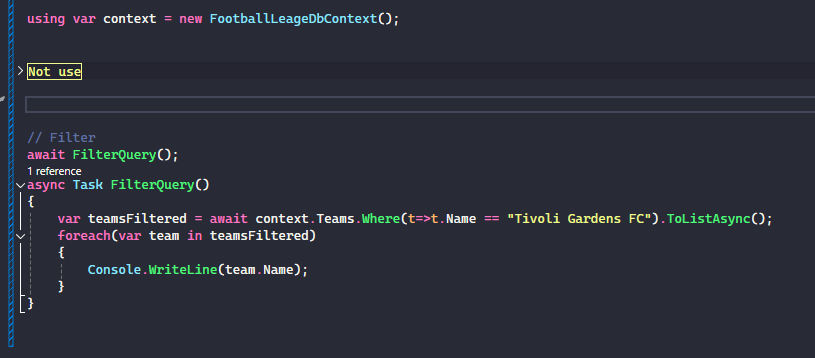 using var context = new FootballLeageDbContext();
Not use
// Filter
await FilterQuery();
1 reference
async Task FilterQuery()
{
var teamsFiltered = await context.Teams.Where(t=>t.Name == "Tivoli Gardens FC").ToListAsync();
foreach(var team in teamsFiltered)
{
Console.WriteLine(team.Name);
}
}